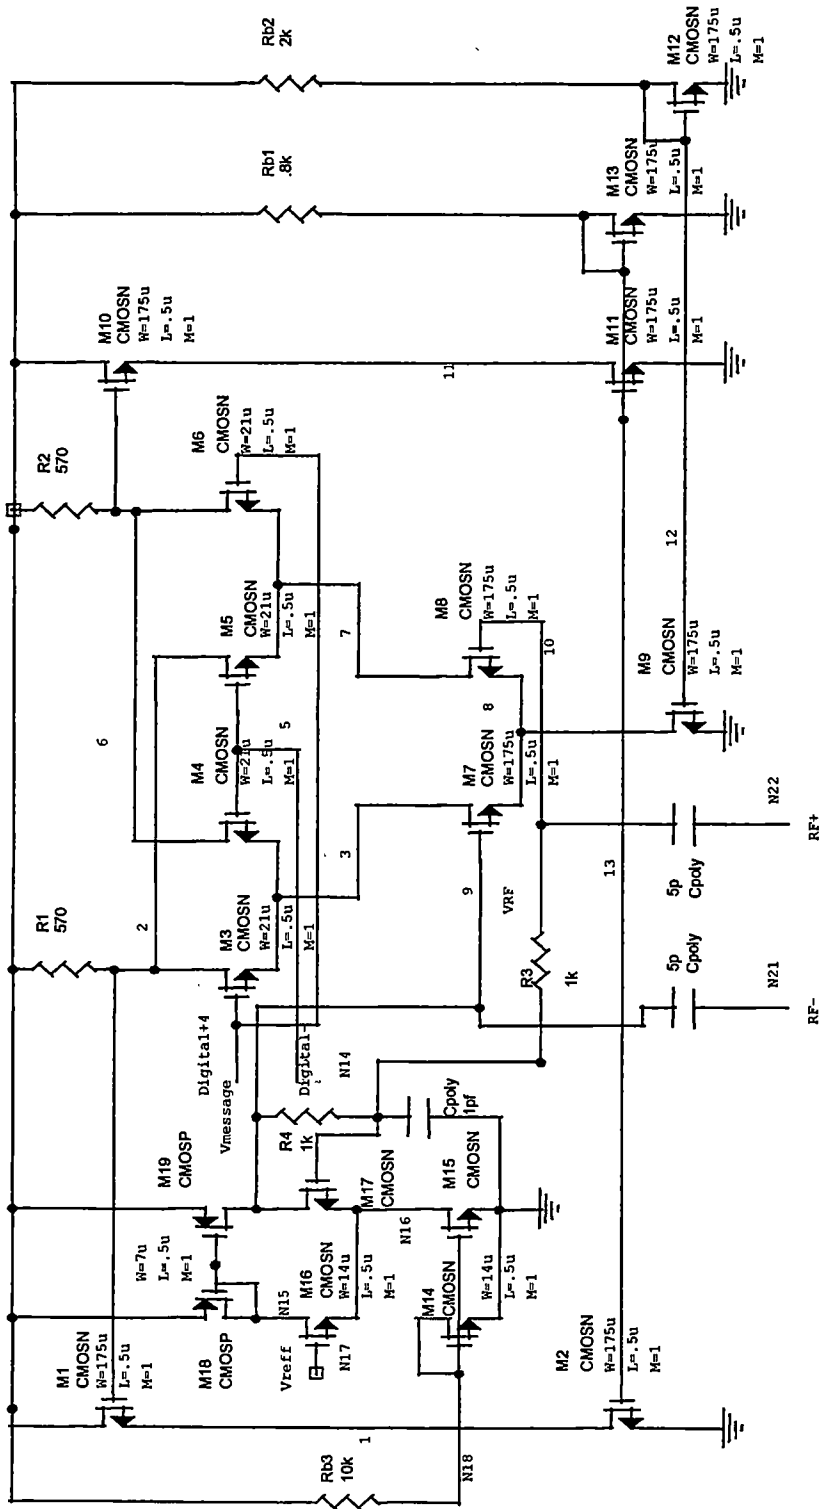 Rb2
2k
M12
CMOSN
W=175u
L=.5u
M=1
Rb1
.8k
M13
CMOSN
W=175u
L=.5u
M=1
M10
CMOSN
W=175u
L=.5u
M=1
11
M11
CMOSN
W=175u
L=.5u
M=1
R2
570
M6
CMOSN
W=21u
L=.5u
M=1
12
M5
CMOSN
W=21u
L=.5u
M=1
7
M8
CMOSN
W=175u
L=.5u
M=1
10
M9
CMOSN
W=175u
L=.5u
M=1
6
M4
CMOSN
W=21u
L=.5u
M=1
5
8
M7
CMOSN
W=175u
L=.5u
M=1
3
9
VRF
13
5p
Cpoly
N22
RF+
R1
570
2
M3
CMOSN
W=21u
L=.5u
M=1
R3
1k
5p
Cpoly
N21
RF-
Digital+4
Vmessage
Digital-
N14
M19
CMOSP
W=7u
L=.5u
M=1
R4
1k
Cpoly
1pf
M17
CMOSN
N16
M15
CMOSN
M18
CMOSP
N15
M16
CMOSN
W=14u
L=.5u
M=1
Vreff
N17
M14
CMOSN
W=14u
L=.5u
M=1
M1
CMOSN
W=175u
L=.5u
M=1
1
M2
CMOSN
W=175u
L=.5u
M=1
Rb3
10k
N18